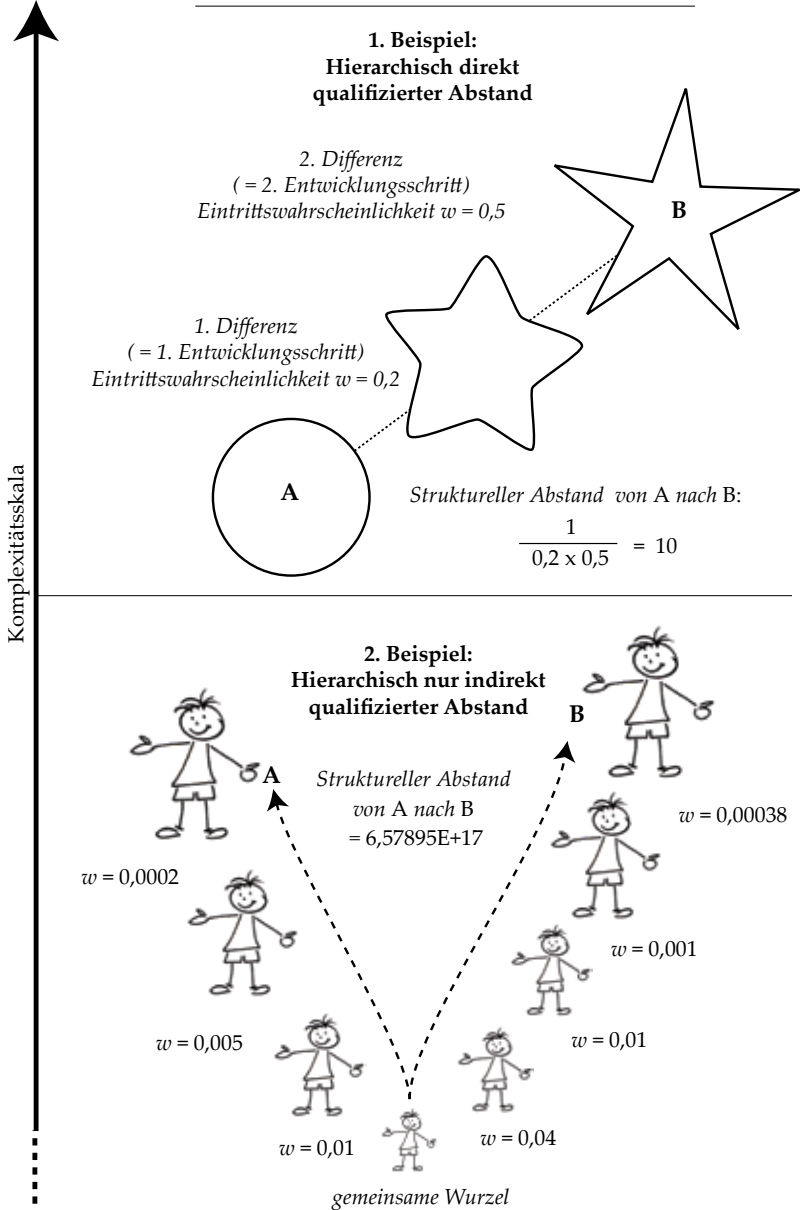 1. Beispiel:
Hierarchisch direkt
qualifizierter Abstand
2. Differenz
( = 2. Entwicklungsschritt)
Eintrittswahrscheinlichkeit w = 0,5
B
1. Differenz
( = 1. Entwicklungsschritt)
Eintrittswahrscheinlichkeit w = 0,2
A
Struktureller Abstand von A nach B:
1
0,2 x 0,5
= 10
Komplexitätsskala
2. Beispiel:
Hierarchisch nur indirekt
qualifizierter Abstand
B
A
Struktureller Abstand
von A nach B
= 6,57895E+17
w = 0,00038
w = 0,0002
w = 0,001
w = 0,005
w = 0,01
w = 0,01
w = 0,04
gemeinsame Wurzel